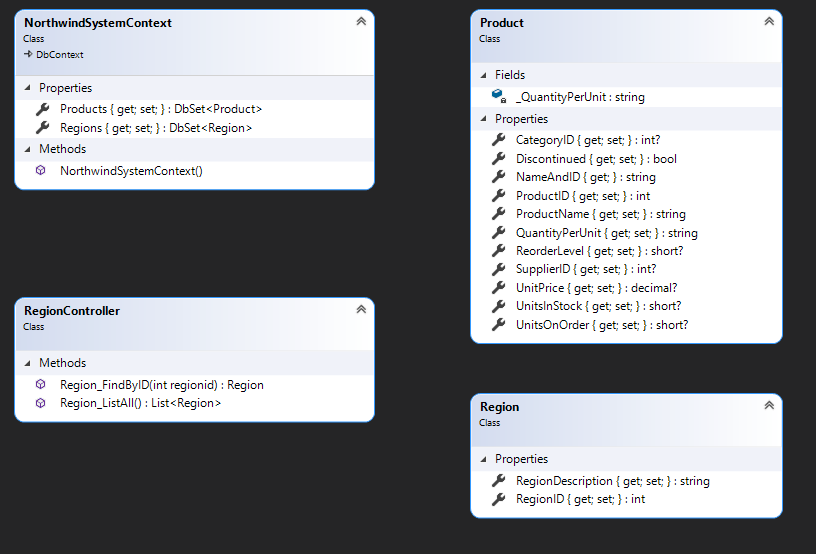 NorthwindSystemContext
Class
DbContext
Properties
Products { get; set; } : DbSet<Product>
Regions { get; set; } : DbSet<Region>
Methods
NorthwindSystemContext()
RegionController
Class
Methods
Region_FindByID(int regionid) : Region
Region_ListAll() : List<Region>
Product
Class
Fields
_QuantityPerUnit : string
Properties
CategoryID { get; set; } : int?
Discontinued { get; set; } : bool
NameAndID { get; } : string
ProductID { get; set; } : int
ProductName { get; set; } : string
QuantityPerUnit { get; set; } : string
ReorderLevel { get; set; } : short?
SupplierID { get; set; } : int?
UnitPrice { get; set; } : decimal?
UnitsInStock { get; set; } : short?
UnitsOnOrder { get; set; } : short?
Region
Class
Properties
RegionDescription { get; set; } : string
RegionID { get; set; } : int